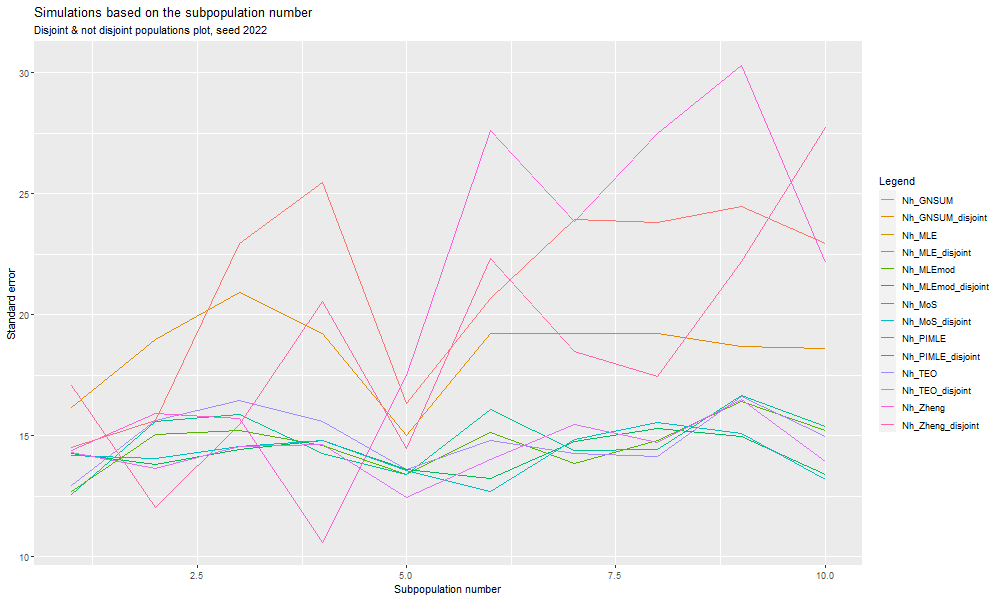 Simulations based on the subpopulation number
Disjoint & not disjoint populations plot, seed 2022
30
25
20
15
10
Standard error
2.5
5.0
7.5
10.0
Subpopulation number
Legend
Nh_GNSUM
Nh_GNSUM_disjoint
Nh_MLE
Nh_MLE_disjoint
Nh_MLEmod
Nh_MLEmod_disjoint
Nh_MoS
Nh_MoS_disjoint
Nh_PIMLE
Nh_PIMLE_disjoint
Nh_TEO
Nh_TEO_disjoint
Nh_Zheng
Nh_Zheng_disjoint